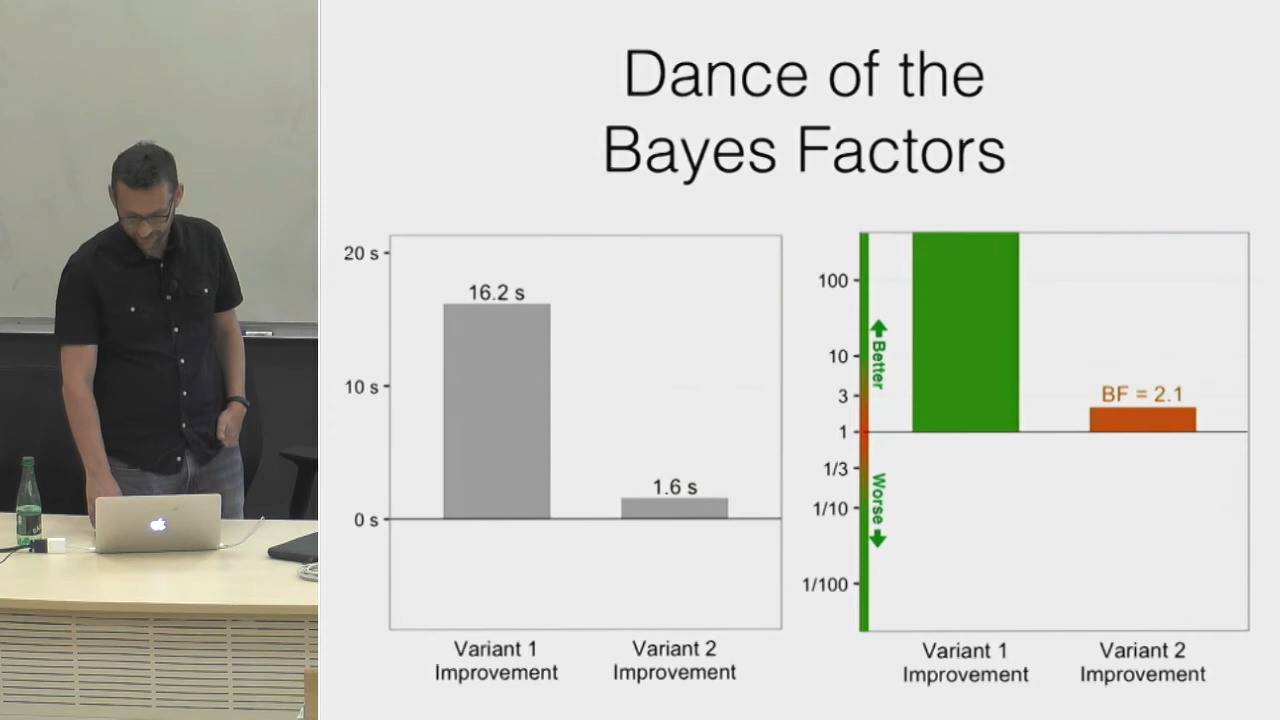 Dance of the
Bayes Factors
20 s
10 s
0 s
16.2 s
1.6 s
Variant 1
Improvement
Variant 2
Improvement
100
10
3
1
1/3
1/10
1/100
Better
Worse
BF = 2.1
Variant 1
Improvement
Variant 2
Improvement